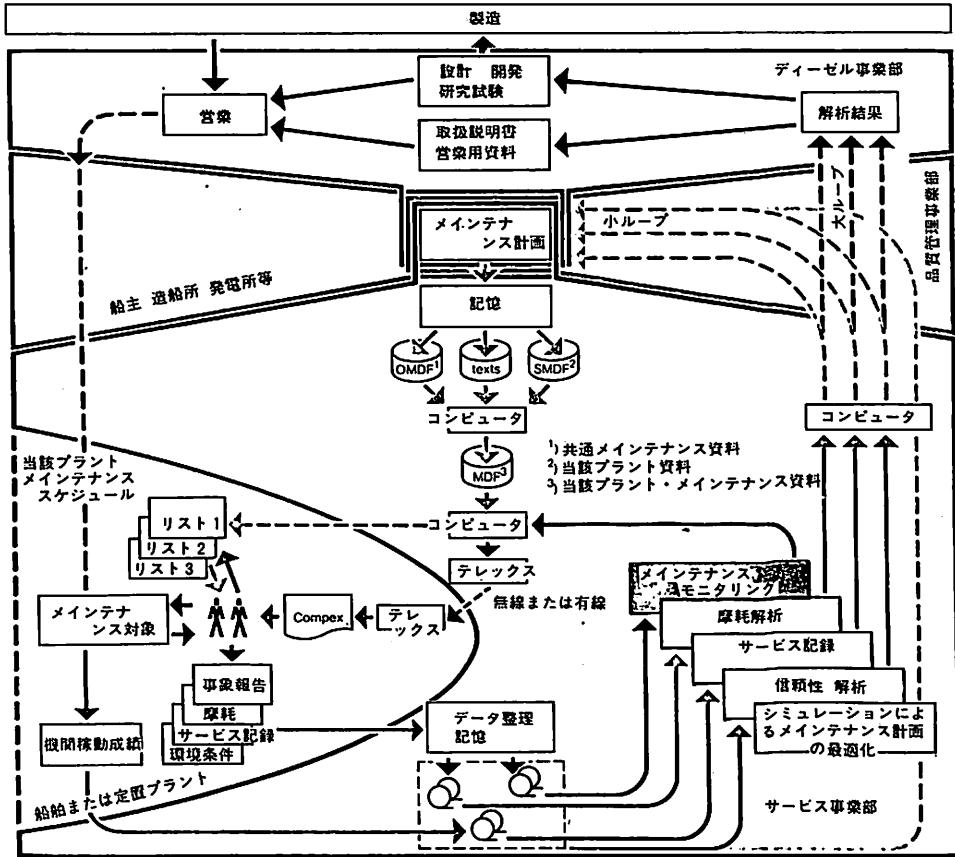 製造
設計 開発
研究試験
ディーゼル事業部
営業
解析結果
取扱説明書
営業用資料
大ループ
品質管理事業部
メインテナ
ンス計画
小ループ
船主 造船所 発電所等
記憶
OMDF¹
texts
SMDF²
コンピュータ
コンピュータ
MDF³
¹) 共通メインテナンス資料
²) 当該プラント資料
³) 当該プラント・メインテナンス資料
当該プラント
メインテナンス
スケジュール
リスト1
リスト2
リスト3
コンピュータ
テレックス
無線または有線
メインテナンス
モニタリング
摩耗解析
サービス記録
信頼性 解析
シミュレーションによ
るメインテナンス計画
の最適化
メインテナ
ンス対象
Compex
テレ
ックス
事象報告
摩耗
サービス記録
環境条件
データ整理
記憶
機関稼動成績
船舶または定置プラント
サービス事業部